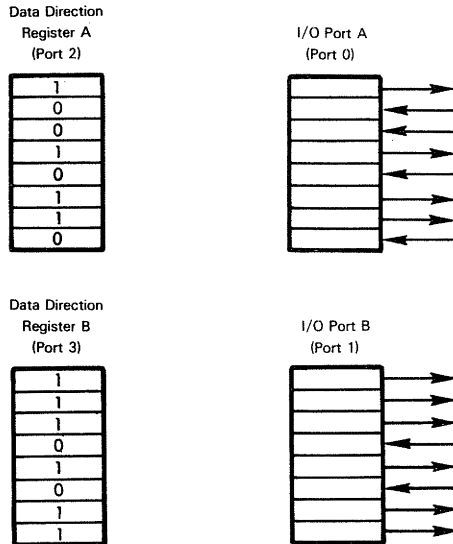 Data Direction
Register A
(Port 2)
I/O Port A
(Port 0)
1
0
0
1
0
1
1
0
Data Direction
Register B
(Port 3)
I/O Port B
(Port 1)
1
1
1
0
1
0
1
1